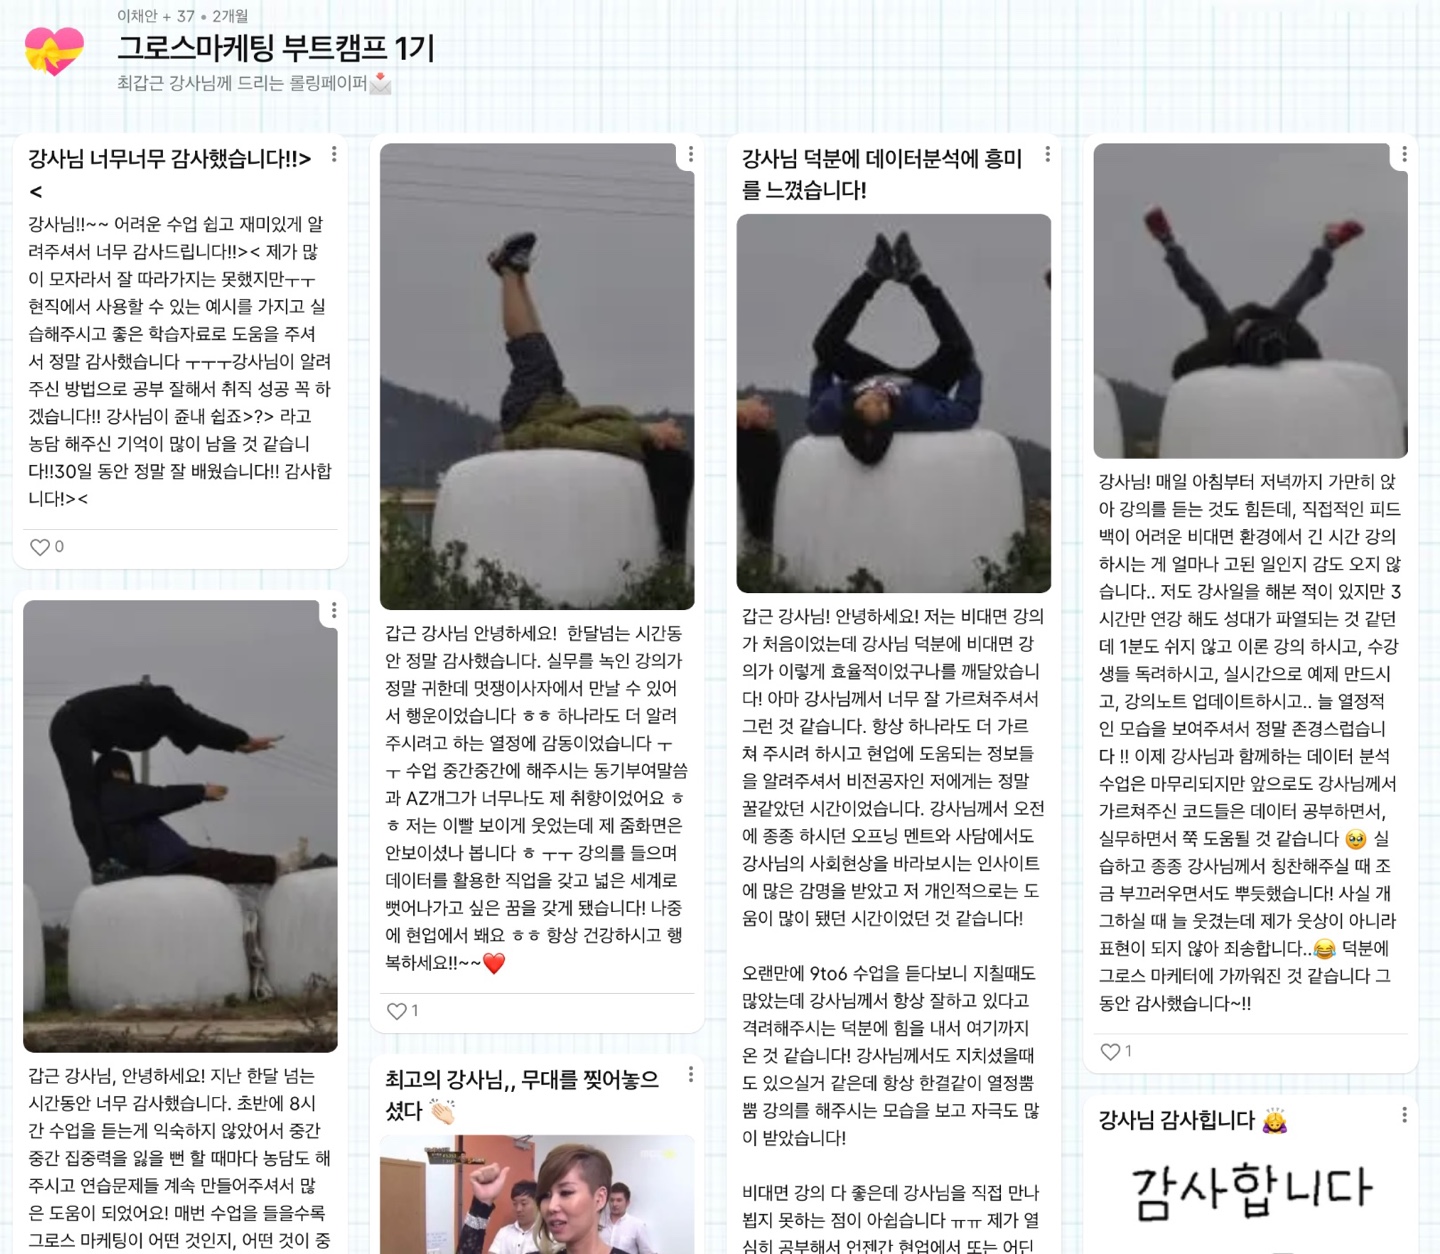 이채안 + 37 • 2개월
그로스마케팅 부트캠프 1기
최갑근 강사님께 드리는 롤링페이퍼📩
강사님 너무너무 감사했습니다!!>
<
강사님!!~~ 어려운 수업 쉽고 재미있게 알
려주셔서 너무 감사드립니다!!>< 제가 많
이 모자라서 잘 따라가지는 못했지만ㅜㅜ
현직에서 사용할 수 있는 예시를 가지고 실
습해주시고 좋은 학습자료로 도움을 주셔
서 정말 감사했습니다 ㅜㅜㅜ강사님이 알려
주신 방법으로 공부 잘해서 취직 성공 꼭 하
겠습니다!! 강사님이 쥰내 쉽죠>?> 라고
농담 해주신 기억이 많이 남을 것 같습니
다!!30일 동안 정말 잘 배웠습니다!! 감사합
니다!><
0
갑근 강사님, 안녕하세요! 지난 한달 넘는
시간동안 너무 감사했습니다. 초반에 8시
간 수업을 듣는게 익숙하지 않았어서 중간
중간 집중력을 잃을 뻔 할 때마다 농담도 해
주시고 연습문제들 계속 만들어주셔서 많
은 도움이 되었어요! 매번 수업을 들을수록
그로스 마케팅이 어떤 것인지, 어떤 것이 중
갑근 강사님 안녕하세요!  한달넘는 시간동
안 정말 감사했습니다. 실무를 녹인 강의가
정말 귀한데 멋쟁이사자에서 만날 수 있어
서 행운이었습니다 ㅎㅎ 하나라도 더 알려
주시려고 하는 열정에 감동이었습니다 ㅜ
ㅜ 수업 중간중간에 해주시는 동기부여말씀
과 AZ개그가 너무나도 제 취향이었어요 ㅎ
ㅎ 저는 이빨 보이게 웃었는데 제 줌화면은
안보이셨나 봅니다 ㅎ ㅜㅜ 강의를 들으며
데이터를 활용한 직업을 갖고 넓은 세계로
뻗어나가고 싶은 꿈을 갖게 됐습니다! 나중
에 현업에서 봬요 ㅎㅎ 항상 건강하시고 행
복하세요!!~~❤️
1
최고의 강사님,, 무대를 찢어놓으
셨다 👏🏻
강사님 덕분에 데이터분석에 흥미
를 느꼈습니다!
갑근 강사님! 안녕하세요! 저는 비대면 강의
가 처음이었는데 강사님 덕분에 비대면 강
의가 이렇게 효율적이었구나를 깨달았습니
다! 아마 강사님께서 너무 잘 가르쳐주셔서
그런 것 같습니다. 항상 하나라도 더 가르
쳐 주시려 하시고 현업에 도움되는 정보들
을 알려주셔서 비전공자인 저에게는 정말
꿀같았던 시간이었습니다. 강사님께서 오전
에 종종 하시던 오프닝 멘트와 사담에서도
강사님의 사회현상을 바라보시는 인사이트
에 많은 감명을 받았고 저 개인적으로는 도
움이 많이 됐던 시간이었던 것 같습니다!
오랜만에 9to6 수업을 듣다보니 지칠때도
많았는데 강사님께서 항상 잘하고 있다고
격려해주시는 덕분에 힘을 내서 여기까지
온 것 같습니다! 강사님께서도 지치셨을때
도 있으실거 같은데 항상 한결같이 열정뿜
뿜 강의를 해주시는 모습을 보고 자극도 많
이 받았습니다!
비대면 강의 다 좋은데 강사님을 직접 만나
뵙지 못하는 점이 아쉽습니다 ㅠㅠ 제가 열
심히 공부해서 언젠간 현업에서 또는 어딘
강사님! 매일 아침부터 저녁까지 가만히 앉
아 강의를 듣는 것도 힘든데, 직접적인 피드
백이 어려운 비대면 환경에서 긴 시간 강의
하시는 게 얼마나 고된 일인지 감도 오지 않
습니다.. 저도 강사일을 해본 적이 있지만 3
시간만 연강 해도 성대가 파열되는 것 같던
데 1분도 쉬지 않고 이론 강의 하시고, 수강
생들 독려하시고, 실시간으로 예제 만드시
고, 강의노트 업데이트하시고.. 늘 열정적
인 모습을 보여주셔서 정말 존경스럽습니
다 !! 이제 강사님과 함께하는 데이터 분석
수업은 마무리되지만 앞으로도 강사님께서
가르쳐주신 코드들은 데이터 공부하면서,
실무하면서 쭉 도움될 것 같습니다 🥹 실
습하고 종종 강사님께서 칭찬해주실 때 조
금 부끄러우면서도 뿌듯했습니다! 사실 개
그하실 때 늘 웃겼는데 제가 웃상이 아니라
표현이 되지 않아 죄송합니다..😂 덕분에
그로스 마케터에 가까워진 것 같습니다 그
동안 감사했습니다~!!
1
강사님 감사힙니다 🙇‍♀️
감사합니다